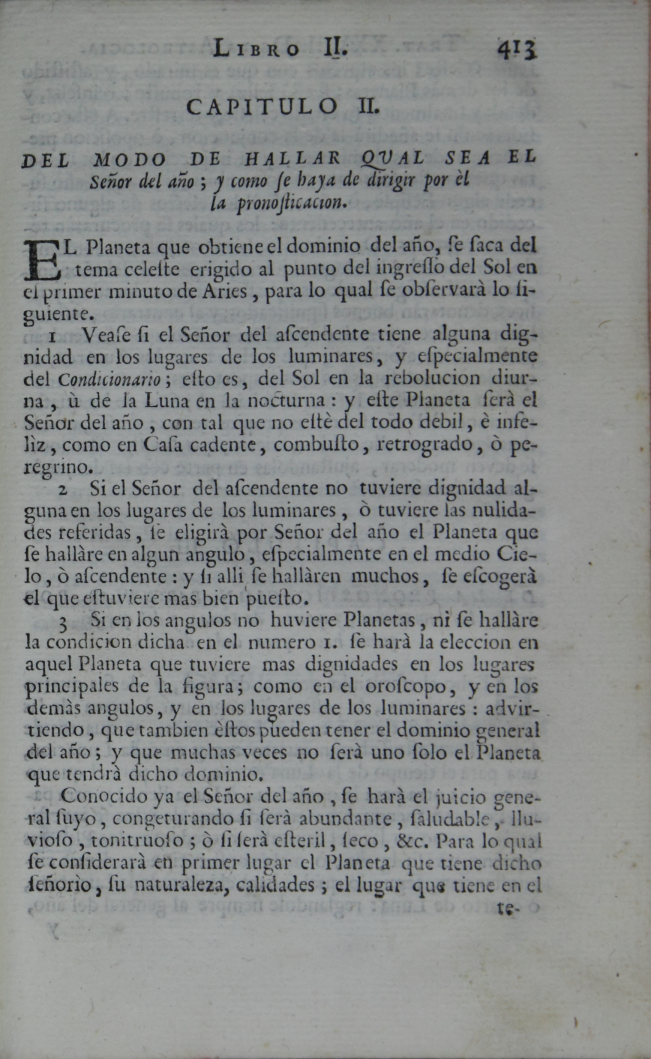 LIBRO II. 413
CAPITULO II.
DEL MODO DE HALLAR QVAL SEA EL
Señor del año ; y como ſe haya de dirigir por èl
la pronoſticacion.
EL Planeta que obtiene el dominio del año, ſe ſaca del
tema celeſte erigido al punto del ingreſſo del Sol en
el primer minuto de Aries , para lo qual ſe obſervarà lo ſi-
guiente.
1 Veaſe ſi el Señor del aſcendente tiene alguna dig-
nidad en los lugares de los luminares, y eſpecialmente
del Condicionario ; eſto es, del Sol en la rebolucion diur-
na , ù de la Luna en la nocturna : y eſte Planeta ſerà el
Señor del año , con tal que no eſtè del todo debil, è infe-
lìz, como en Caſa cadente, combuſto, retrogrado, ò pe-
regrino.
2 Si el Señor del aſcendente no tuviere dignidad al-
guna en los lugares de los luminares , ò tuviere las nulida-
des referidas, ſe eligirà por Señor del año el Planeta que
ſe hallàre en algun angulo , eſpecialmente en el medio Cie-
lo, ò aſcendente : y ſi alli ſe hallàren muchos, ſe eſcogerà
el que eſtuviere mas bien pueſto.
3 Si en los angulos no huviere Planetas, ni ſe hallàre
la condicion dicha en el numero 1. ſe harà la eleccion en
aquel Planeta que tuviere mas dignidades en los lugares
principales de la figura; como en el oroſcopo, y en los
demàs angulos, y en los lugares de los luminares : advir-
tiendo , que tambien èſtos pueden tener el dominio general
del año ; y que muchas veces no ſerà uno ſolo el Planeta
que tendrà dicho dominio.
Conocido ya el Señor del año , ſe harà el juicio gene-
ral ſuyo, congeturando ſi ſerà abundante, ſaludable, llu-
vioſo , tonitruoſo ; ò ſi ſerà eſteril, ſeco, &c. Para lo qual
ſe conſiderarà en primer lugar el Planeta que tiene dicho
ſeñorìo, ſu naturaleza, calidades ; el lugar que tiene en el
te-